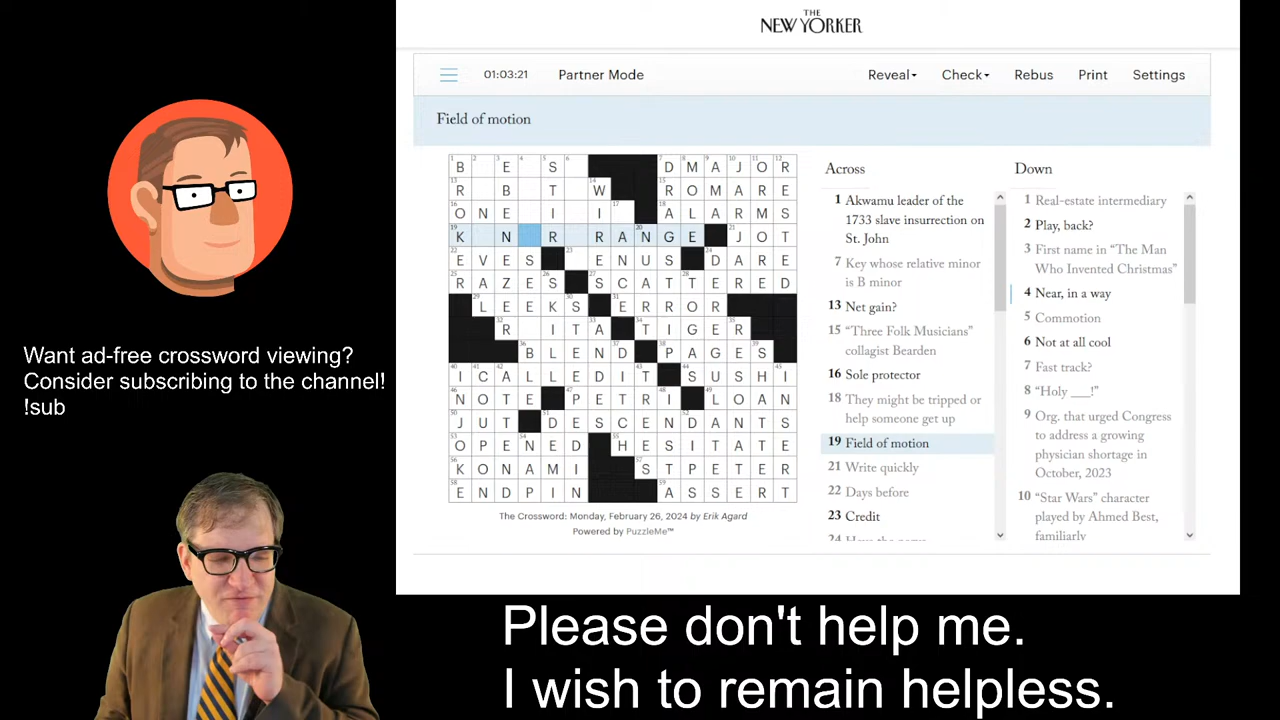 THE
NEW YORKER
01:03:21 Partner Mode Reveal Check Rebus Print Settings
Field of motion
B E S D M A J O R
R B T W R O M A R E
O N E I I A L A R M S
K N R R A N G E J O T
E V E S E N U S D A R E
R A Z E S S C A T T E R E D
L E E K S E R R O R
R I T A T I G E R
B L E N D P A G E S
I C A L L E D I T S U S H I
N O T E P E T R I L O A N
J U T D E S C E N D A N T S
O P E N E D H E S I T A T E
K O N A M I S T P E T E R
E N D P I N A S S E R T
The Crossword: Monday, February 26, 2024 by Erik Agard
Powered by PuzzleMe™
Across
1 Akwamu leader of the
1733 slave insurrection on
St. John
7 Key whose relative minor
is B minor
13 Net gain?
15 “Three Folk Musicians”
collagist Bearden
16 Sole protector
18 They might be tripped or
help someone get up
19 Field of motion
21 Write quickly
22 Days before
23 Credit
24 Have the nerve
Down
1 Real-estate intermediary
2 Play, back?
3 First name in “The Man
Who Invented Christmas”
4 Near, in a way
5 Commotion
6 Not at all cool
7 Fast track?
8 “Holy ___!”
9 Org. that urged Congress
to address a growing
physician shortage in
October, 2023
10 “Star Wars” character
played by Ahmed Best,
familiarly
Want ad-free crossword viewing?
Consider subscribing to the channel!
!sub
Please don't help me.
I wish to remain helpless.